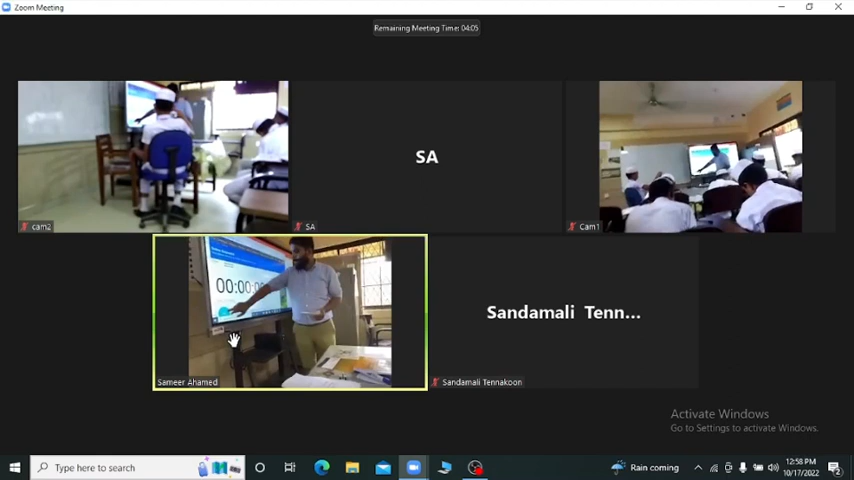 Zoom Meeting
Remaining Meeting Time: 04:05
SA
cam2
SA
Cam1
00:00:0
Sandamali Tenn...
Sameer Ahamed
Sandamali Tennakoon
Activate Windows
Go to Settings to activate Windows.
Type here to search
Rain coming
12:58 PM
10/17/2022
2